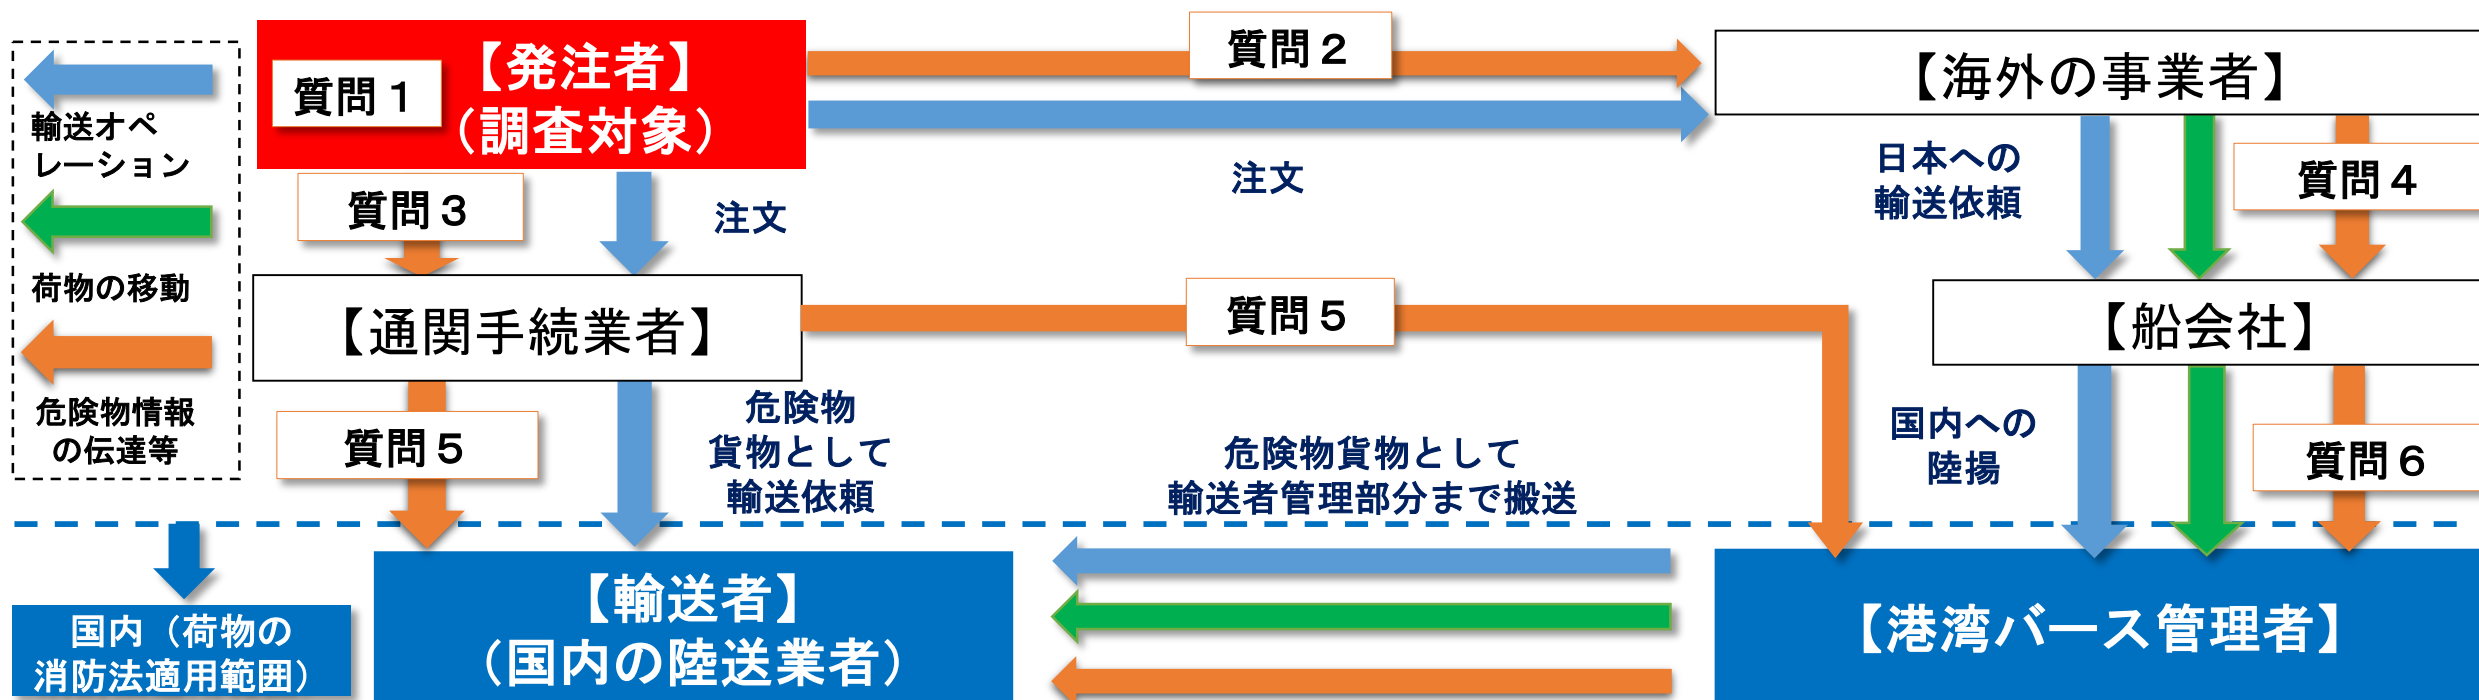 輸送オペ
レーション
荷物の移動
危険物情報
の伝達等
質問１
【発注者】
（調査対象）
質問２
【海外の事業者】
注文
質問３
注文
日本への
輸送依頼
質問４
【通関手続業者】
質問５
【船会社】
質問５
危険物
貨物として
輸送依頼
危険物貨物として
輸送者管理部分まで搬送
国内への
陸揚
質問６
国内（荷物の
消防法適用範囲）
【輸送者】
（国内の陸送業者）
【港湾バース管理者】